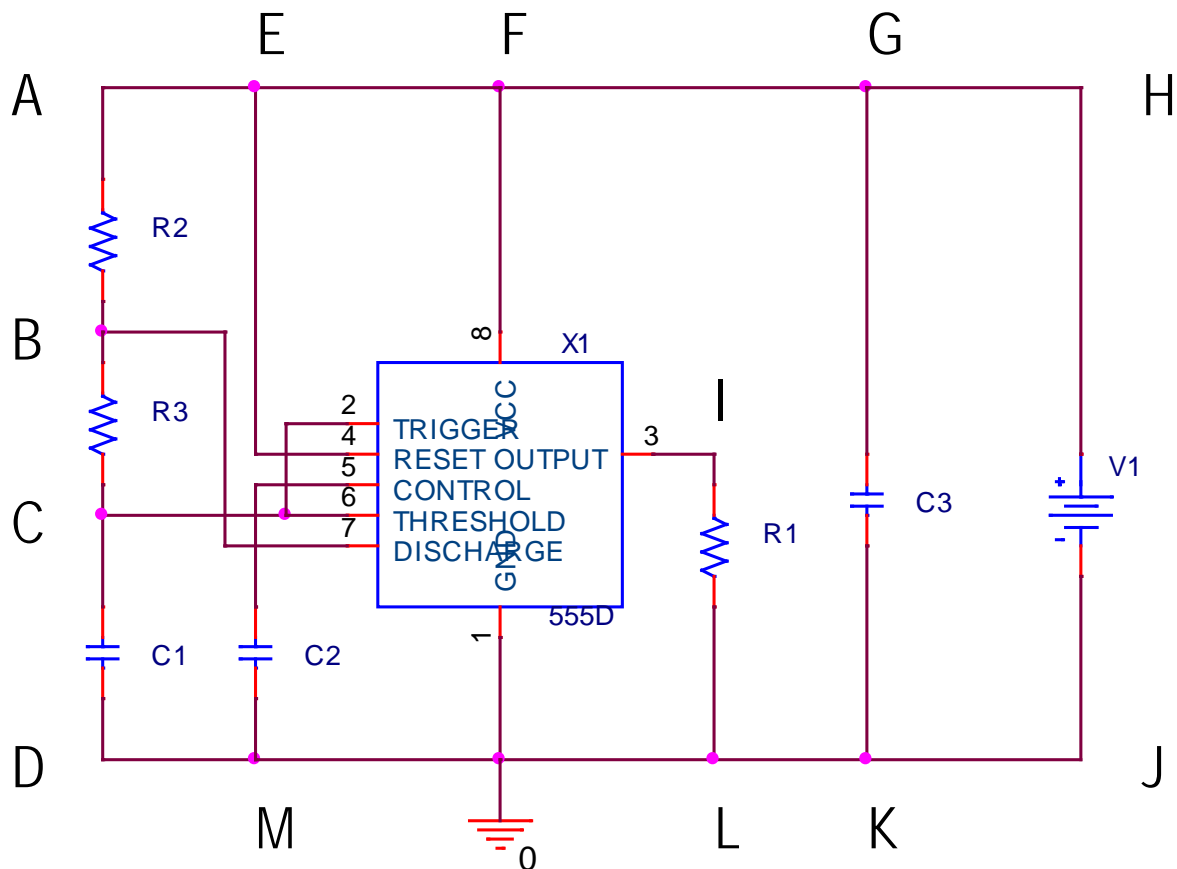 E F G
A H
R2
B
8 X1
I
R3 2 TRIGGER VCC
4 RESET OUTPUT 3
5 CONTROL
6 THRESHOLD
7 DISCHARGE GND
C
R1
C3
V1
+
-
555D
1
C1 C2
D J
M L K
0